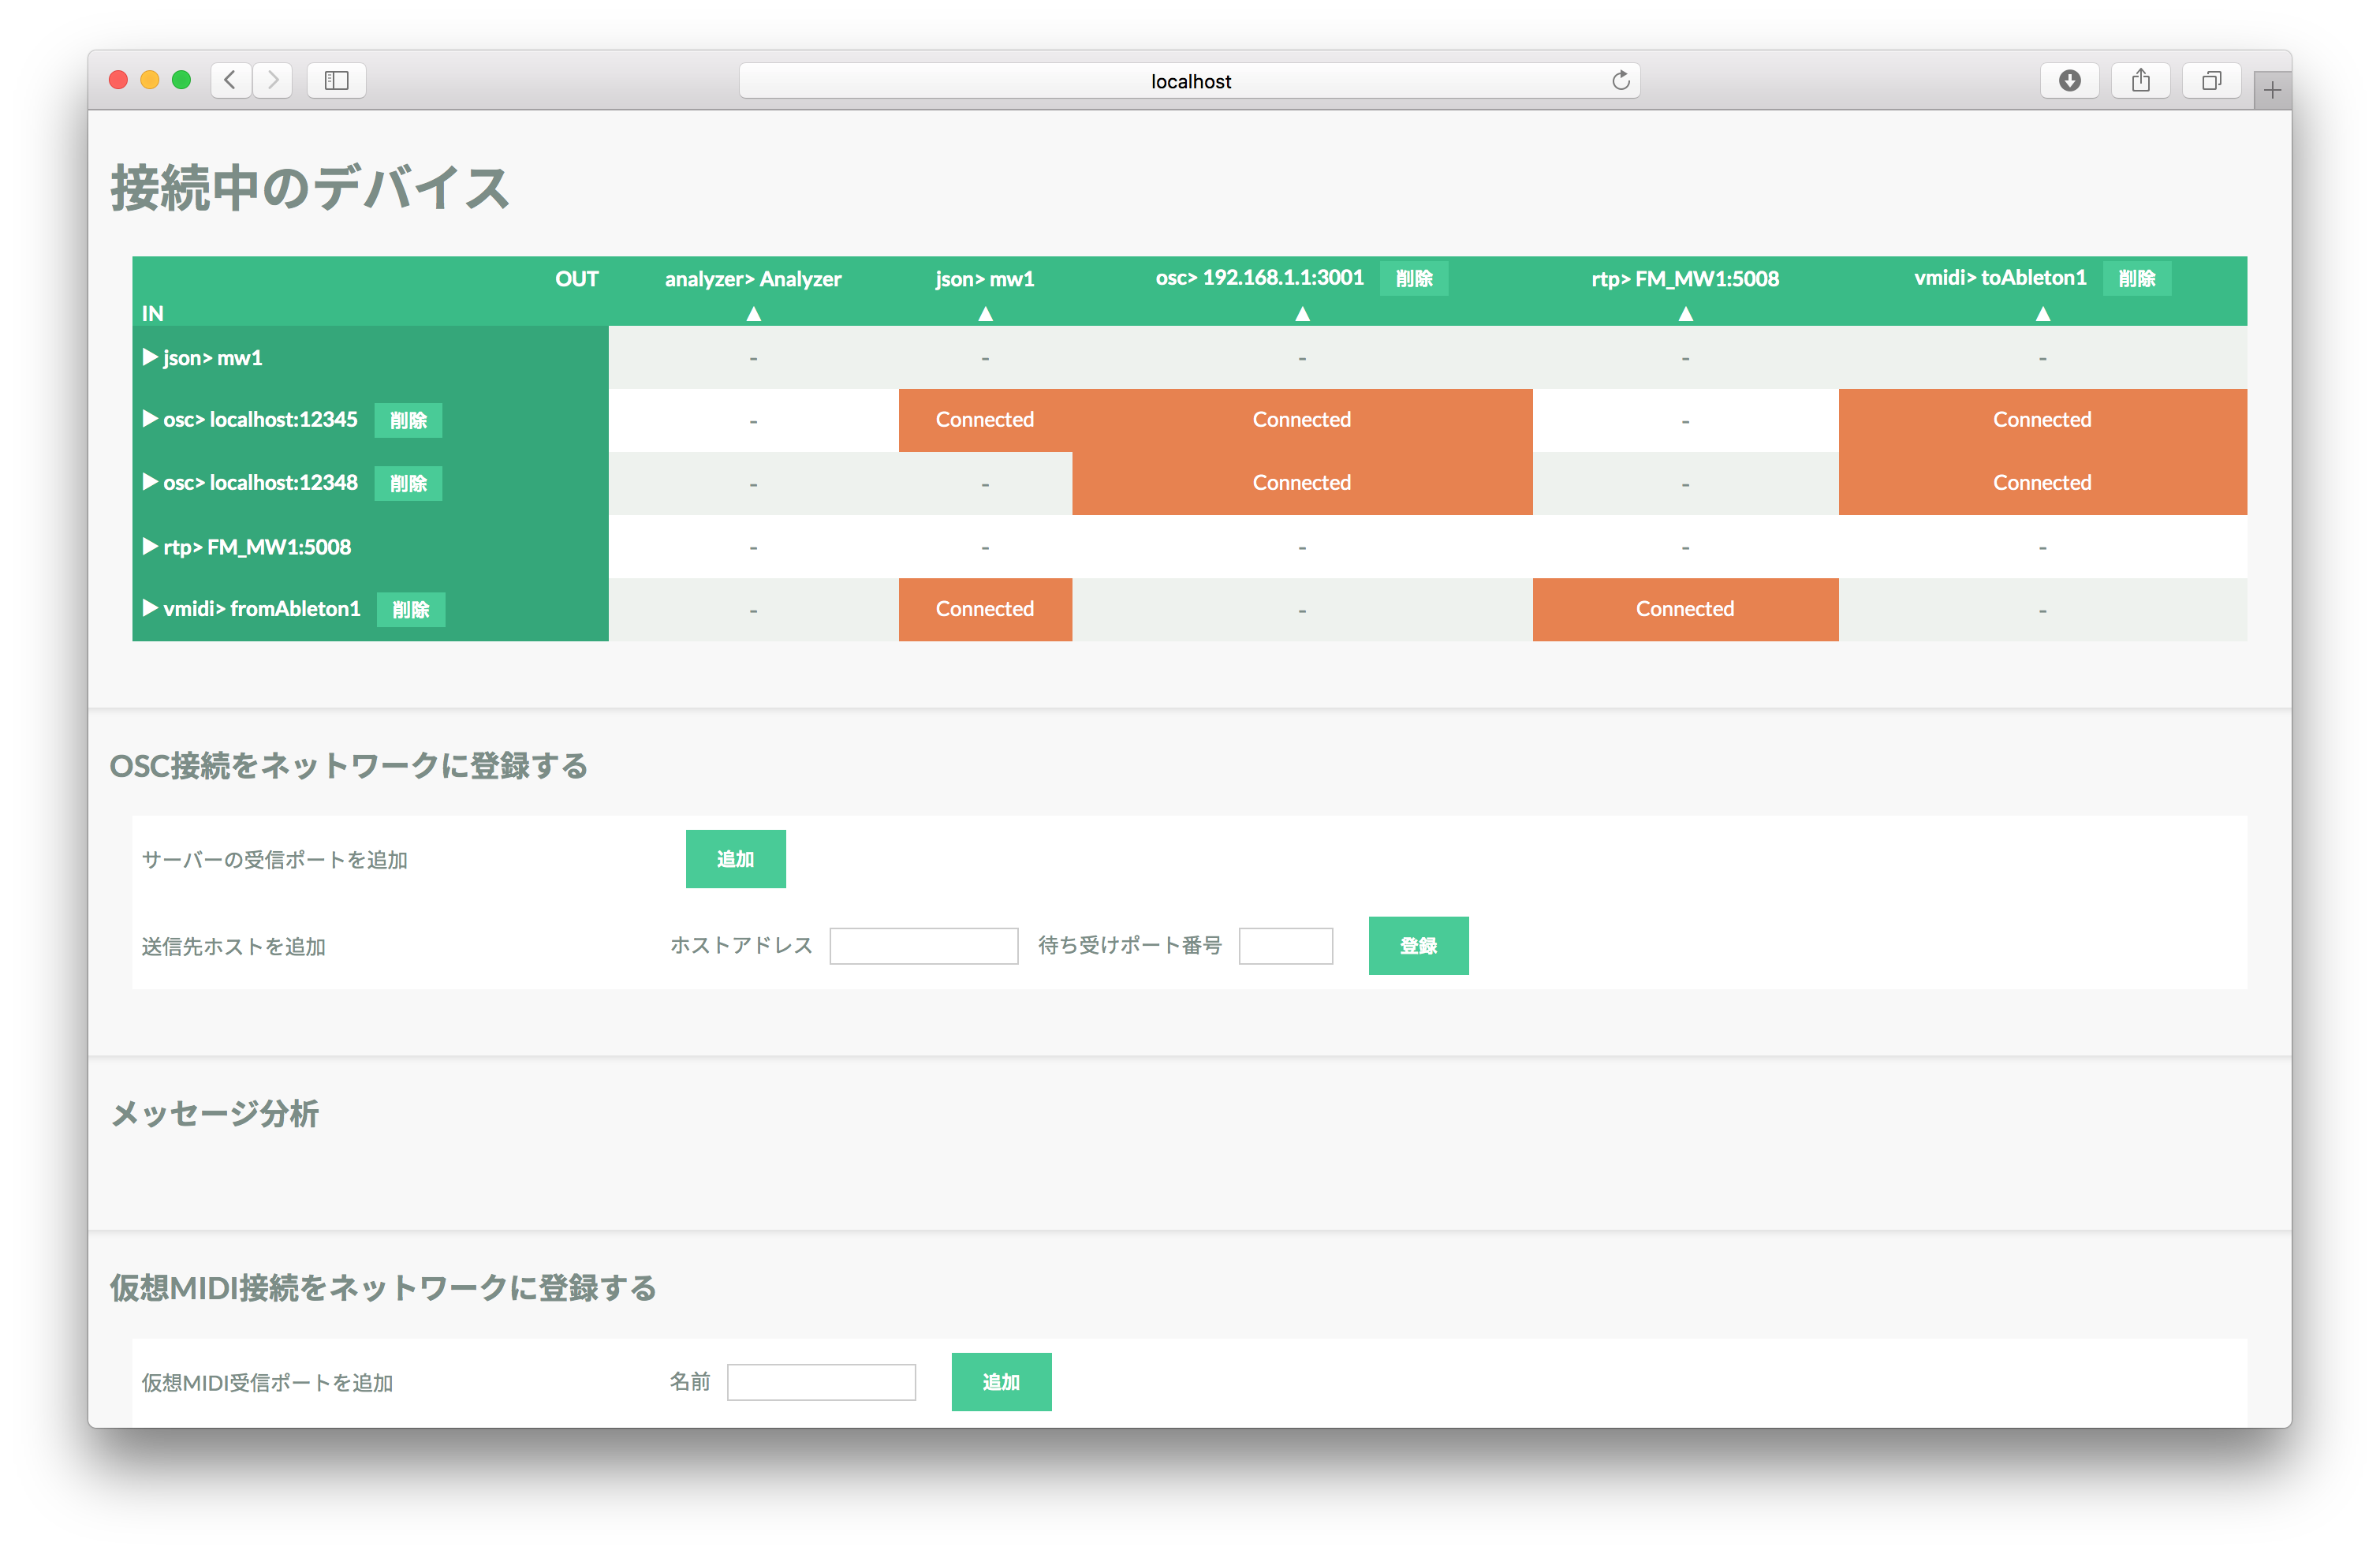 localhost
接続中のデバイス
OUT analyzer> Analyzer json> mw1 osc> 192.168.1.1:3001 削除 rtp> FM_MW1:5008 vmidi> toAbleton1 削除
IN ▲ ▲ ▲ ▲ ▲
▶ json> mw1 - - - - -
▶ osc> localhost:12345 削除 - Connected Connected - Connected
▶ osc> localhost:12348 削除 - - Connected - Connected
▶ rtp> FM_MW1:5008 - - - - -
▶ vmidi> fromAbleton1 削除 - Connected - Connected -
OSC接続をネットワークに登録する
サーバーの受信ポートを追加 追加
送信先ホストを追加 ホストアドレス 待ち受けポート番号 登録
メッセージ分析
仮想MIDI接続をネットワークに登録する
仮想MIDI受信ポートを追加 名前 追加